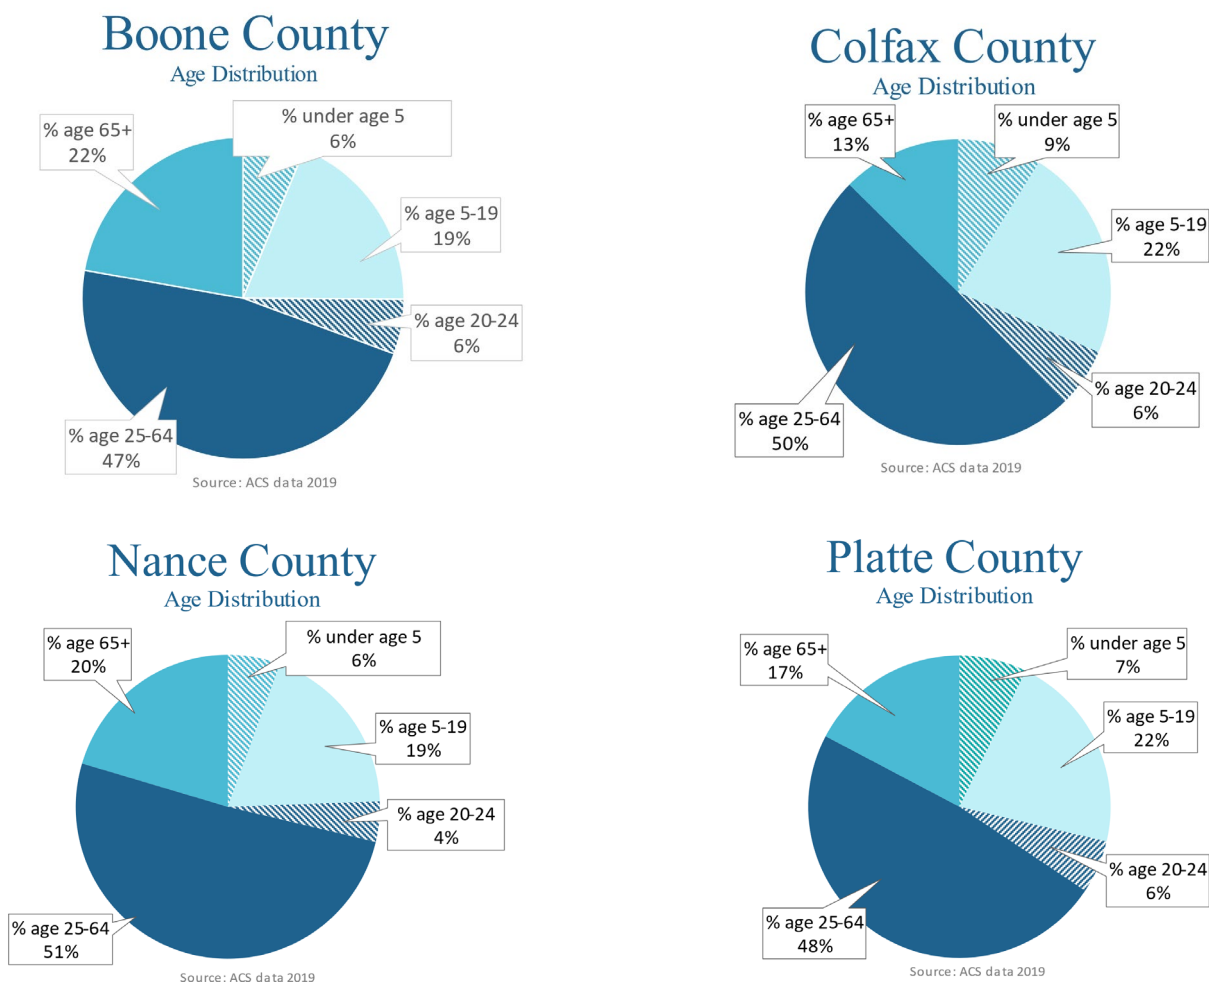 Boone County
Age Distribution
% under age 5
6%
% age 65+
22%
% age 5-19
19%
% age 20-24
6%
% age 25-64
47%
Source: ACS data 2019
Colfax County
Age Distribution
% age 65+
13%
% under age 5
9%
% age 5-19
22%
% age 20-24
6%
% age 25-64
50%
Source: ACS data 2019
Nance County
Age Distribution
% age 65+
20%
% under age 5
6%
% age 5-19
19%
% age 20-24
4%
% age 25-64
51%
Source: ACS data 2019
Platte County
Age Distribution
% age 65+
17%
% under age 5
7%
% age 5-19
22%
% age 20-24
6%
% age 25-64
48%
Source: ACS data 2019